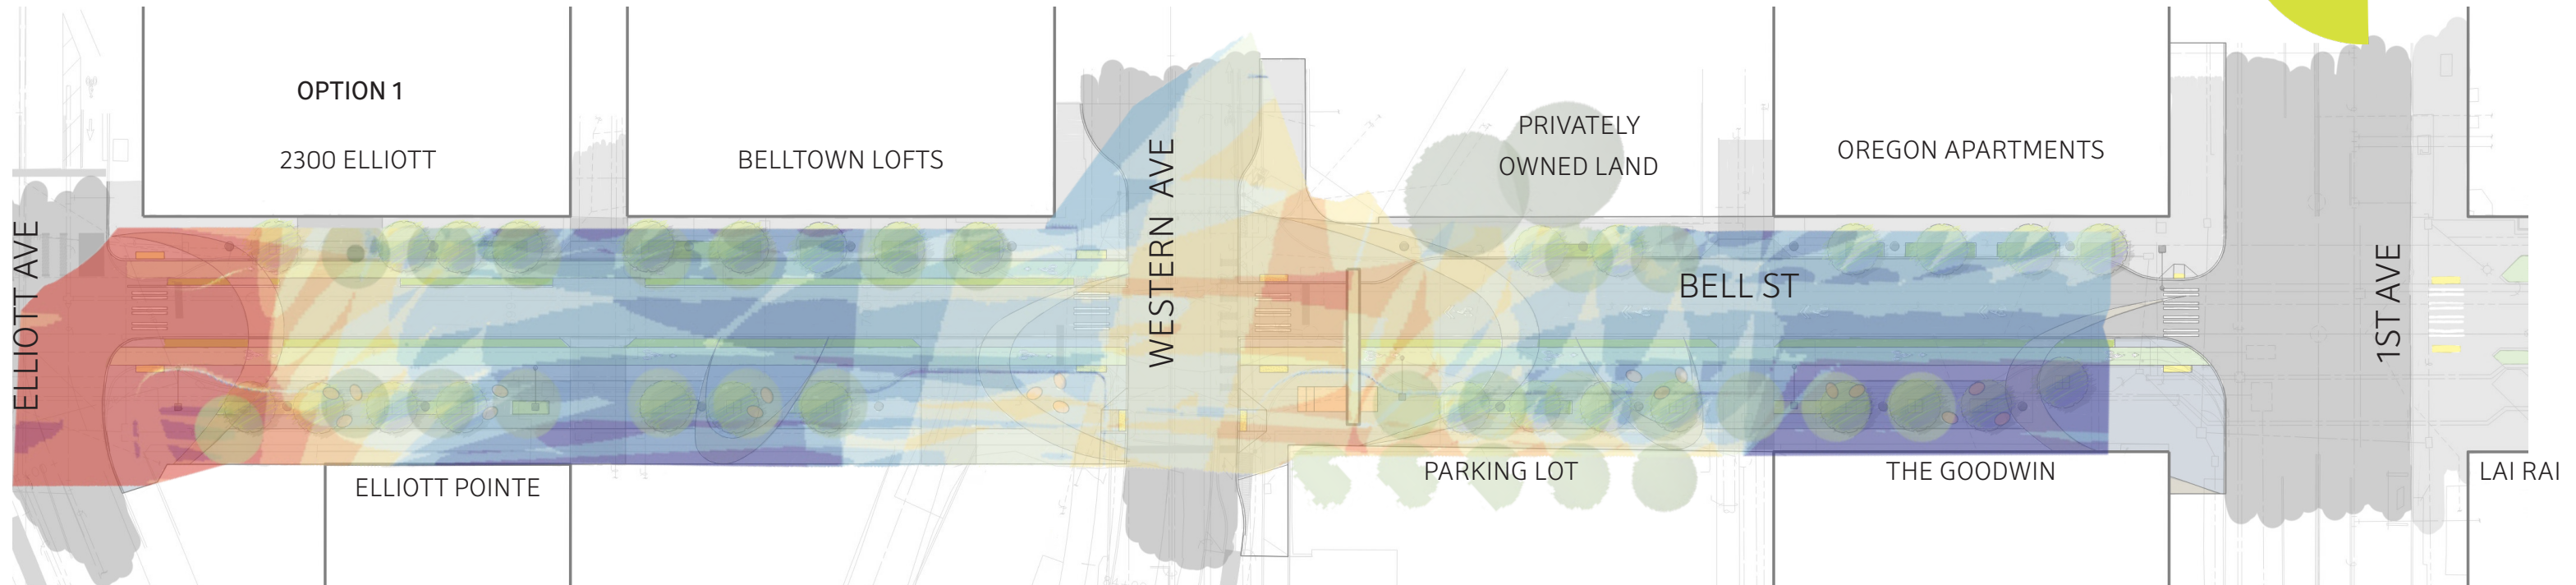 OPTION 1
2300 ELLIOTT
BELLTOWN LOFTS
PRIVATELY
OWNED LAND
OREGON APARTMENTS
ELLIOTT AVE
WESTERN AVE
BELL ST
1ST AVE
ELLIOTT POINTE
PARKING LOT
THE GOODWIN
LAI RAI